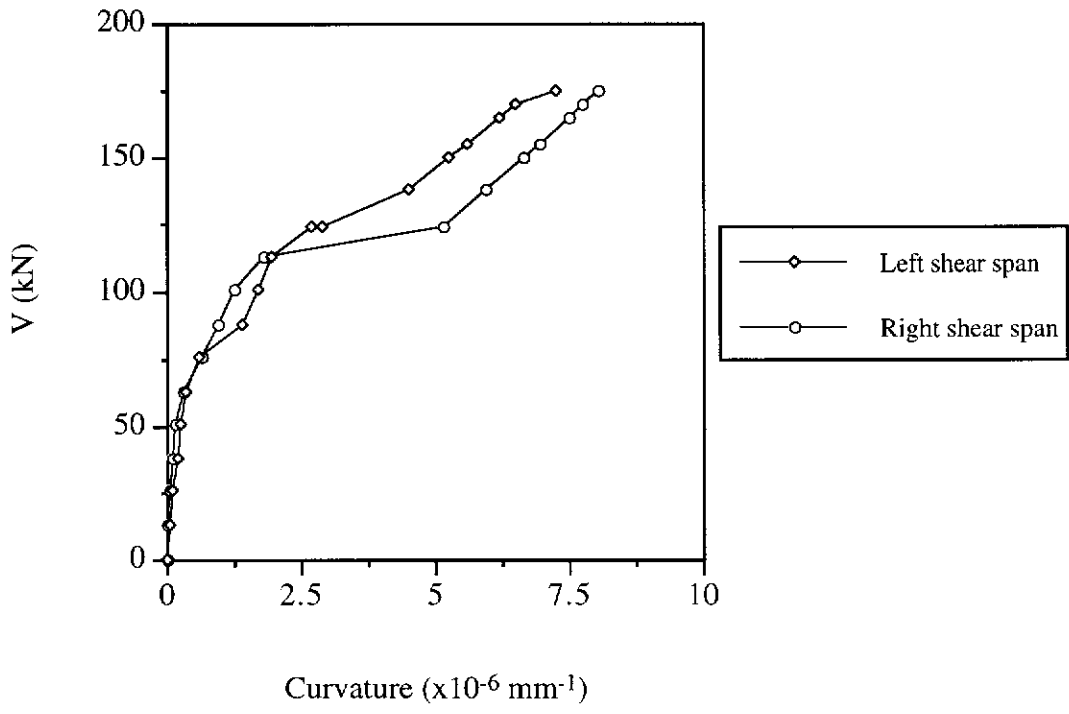 200
150
100
50
0
V (kN)
0 2.5 5 7.5 10
Curvature (x10-6 mm-1)
Left shear span
Right shear span